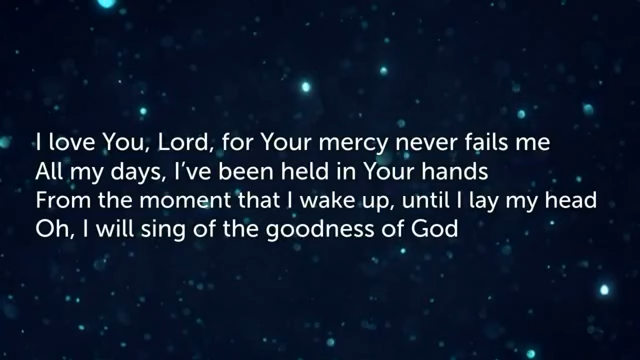 I love You, Lord, for Your mercy never fails me
All my days, I've been held in Your hands
From the moment that I wake up, until I lay my head
Oh, I will sing of the goodness of God